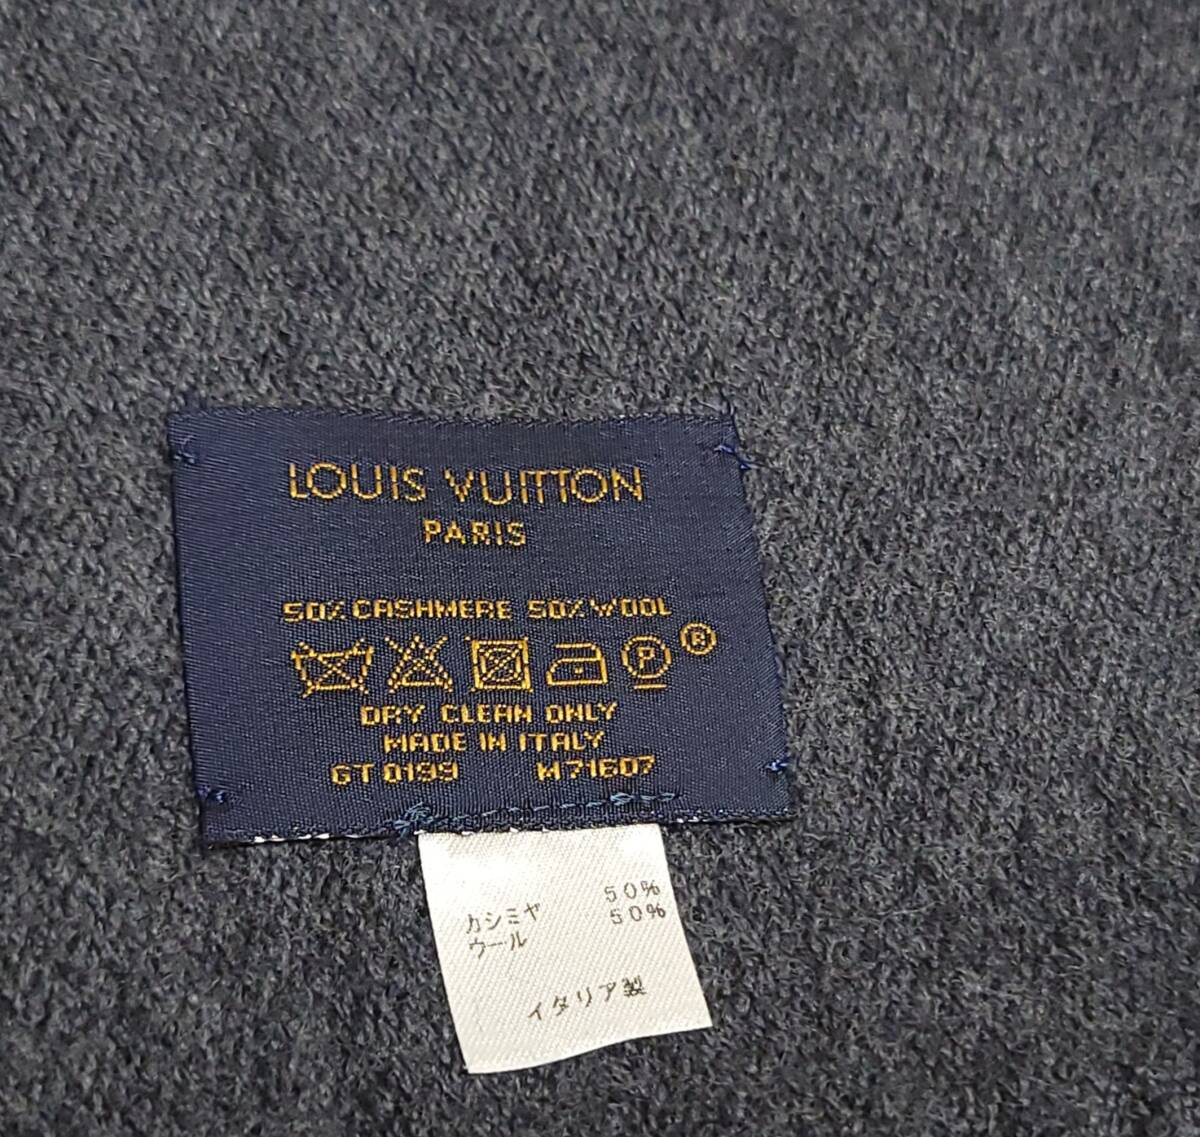 LOUIS VUITTON
PARIS
50% CASHMERE 50% WOOL
P ®
DRY CLEAN ONLY
MADE IN ITALY
GT 0199 M71607
カシミヤ 50%
ウール 50%
イタリア製